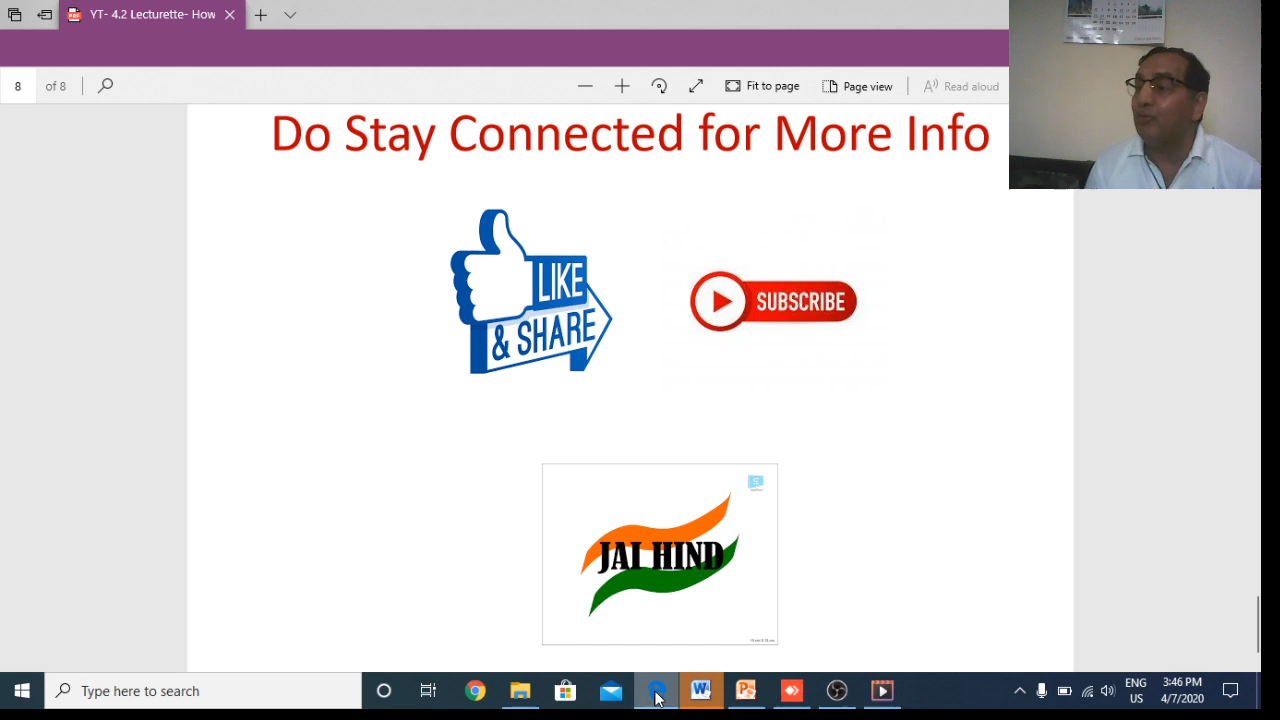 YT- 4.2 Lecturette- How
8 of 8
Fit to page
Page view
Read aloud
Do Stay Connected for More Info
LIKE
& SHARE
SUBSCRIBE
JAI HIND
Type here to search
ENG
US
3:46 PM
4/7/2020